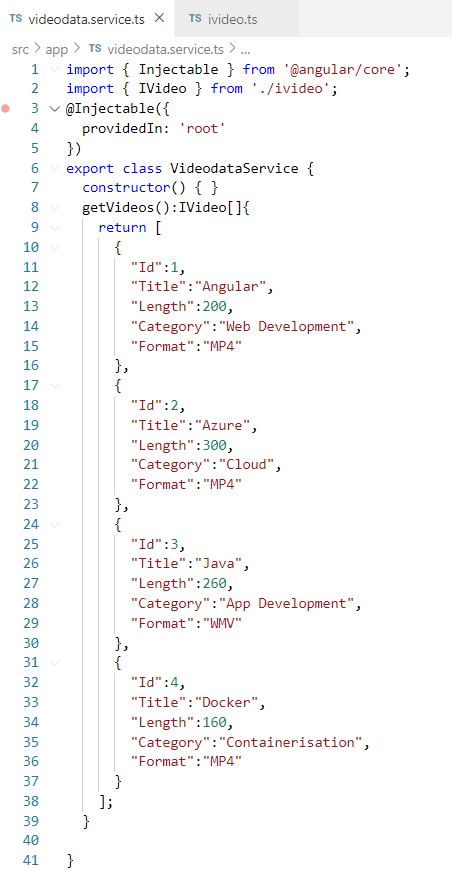 TS videodata.service.ts × TS ivideo.ts
src > app > TS videodata.service.ts > ...
1 import { Injectable } from '@angular/core';
2 import { IVideo } from './ivideo';
3 @Injectable({
4 providedIn: 'root'
5 })
6 export class VideodataService {
7 constructor() { }
8 getVideos():IVideo[]{
9 return [
10 {
11 "Id":1,
12 "Title":"Angular",
13 "Length":200,
14 "Category":"Web Development",
15 "Format":"MP4"
16 },
17 {
18 "Id":2,
19 "Title":"Azure",
20 "Length":300,
21 "Category":"Cloud",
22 "Format":"MP4"
23 },
24 {
25 "Id":3,
26 "Title":"Java",
27 "Length":260,
28 "Category":"App Development",
29 "Format":"WMV"
30 },
31 {
32 "Id":4,
33 "Title":"Docker",
34 "Length":160,
35 "Category":"Containerisation",
36 "Format":"MP4"
37 }
38 ];
39 }
40
41 }